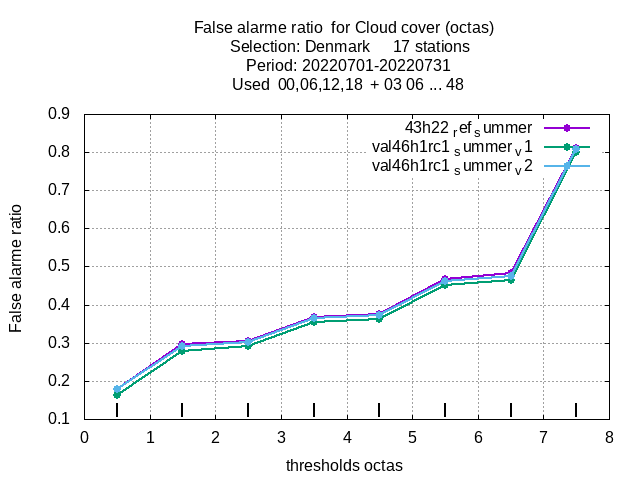 False alarme ratio for Cloud cover (octas)
Selection: Denmark 17 stations
Period: 20220701-20220731
Used 00,06,12,18 + 03 06 ... 48
43h22 ref summer
val46h1rc1 summer v1
val46h1rc1 summer v2
False alarme ratio
0.9
0.8
0.7
0.6
0.5
0.4
0.3
0.2
0.1
0 1 2 3 4 5 6 7 8
thresholds octas